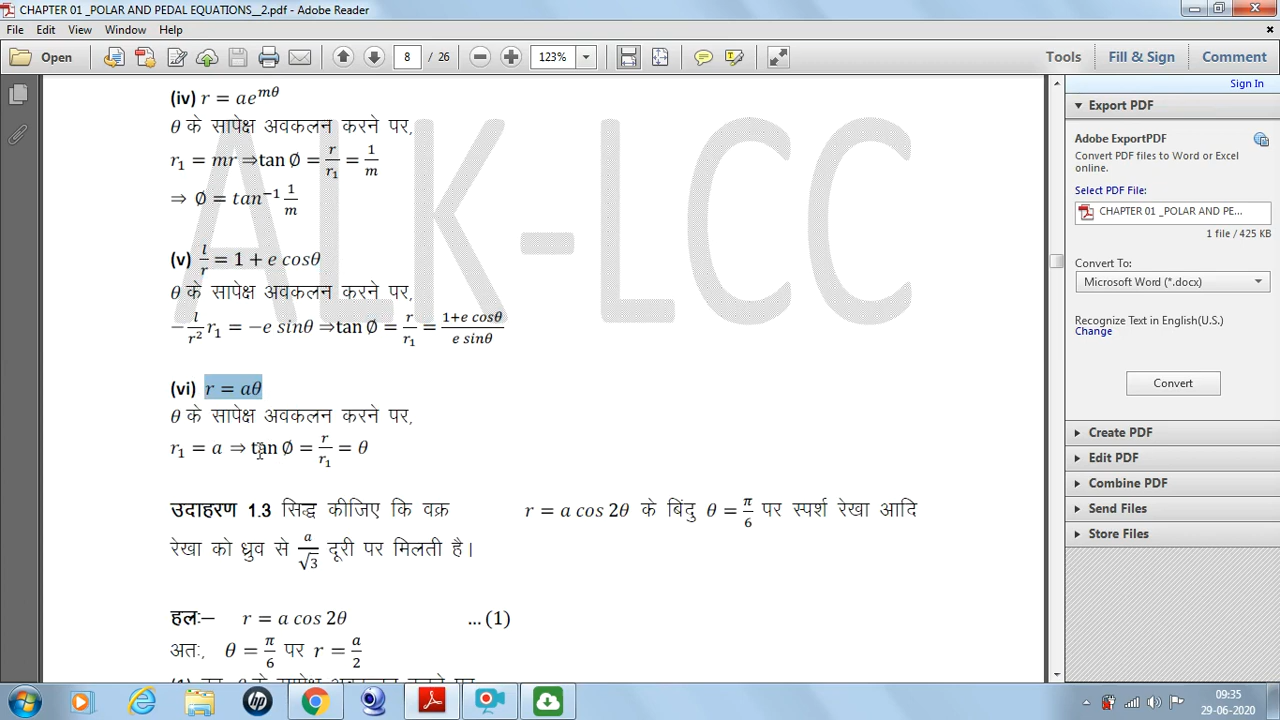 CHAPTER 01 _POLAR AND PEDAL EQUATIONS__2.pdf - Adobe Reader
File Edit View Window Help
Open 8 / 26 123% Tools Fill & Sign Comment
Sign In
(iv) r = ae^{mθ}
θ के सापेक्ष अवकलन करने पर,
r₁ = mr ⇒tan ∅ = r/r₁ = 1/m
⇒ ∅ = tan⁻¹ 1/m
(v) l/r = 1 + e cosθ
θ के सापेक्ष अवकलन करने पर,
− l/r² r₁ = −e sinθ ⇒tan ∅ = r/r₁ = 1+e cosθ/e sinθ
(vi) r = aθ
θ के सापेक्ष अवकलन करने पर,
r₁ = a ⇒ tan ∅ = r/r₁ = θ
उदाहरण 1.3 सिद्ध कीजिए कि वक्र r = a cos 2θ के बिंदु θ = π/6 पर स्पर्श रेखा आदि
रेखा को ध्रुव से a/√3 दूरी पर मिलती है।
हलः– r = a cos 2θ ...(1)
अतः, θ = π/6 पर r = a/2
ALK-LCC
Export PDF
Adobe ExportPDF
Convert PDF files to Word or Excel
online.
Select PDF File:
CHAPTER 01 _POLAR AND PE...
1 file / 425 KB
Convert To:
Microsoft Word (*.docx)
Recognize Text in English(U.S.)
Change
Convert
Create PDF
Edit PDF
Combine PDF
Send Files
Store Files
09:35
29-06-2020